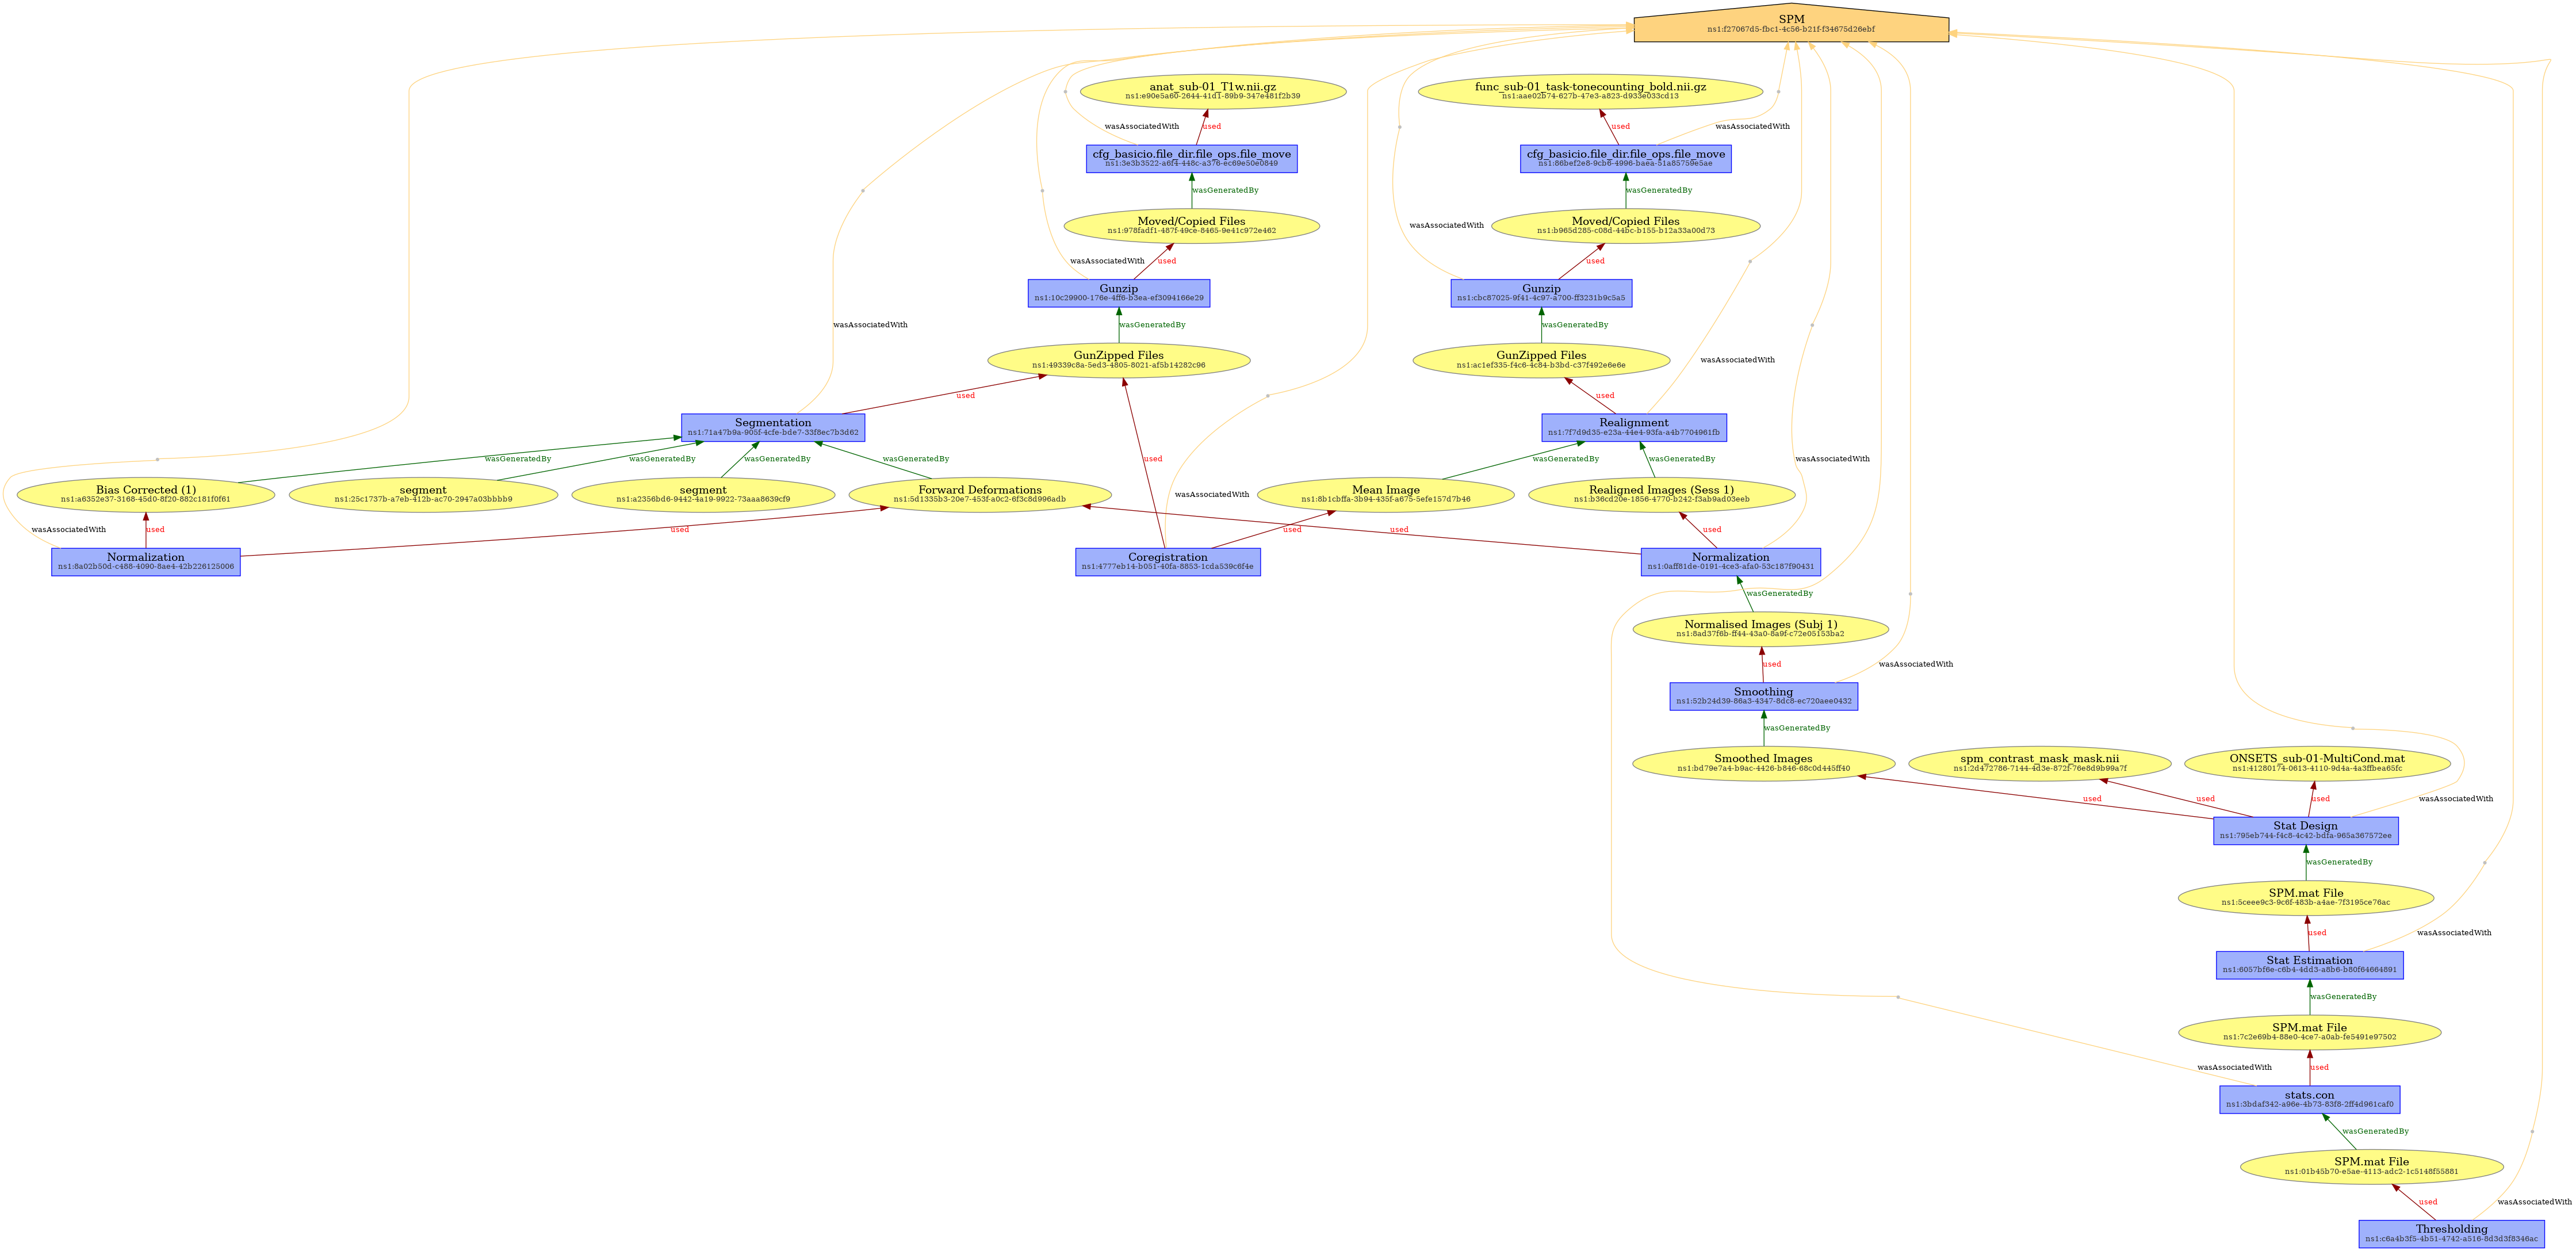 SPM
ns1:f27067d5-fbc1-4c56-b21f-f34675d26ebf
anat_sub-01_T1w.nii.gz
ns1:e90e5a60-2644-41d1-89b9-347e481f2b39
func_sub-01_task-tonecounting_bold.nii.gz
ns1:aae02b74-627b-47e3-a823-d933e033cd13
wasAssociatedWith
used
used
wasAssociatedWith
cfg_basicio.file_dir.file_ops.file_move
ns1:3e3b3522-a6f4-448c-a376-ec69e50e0849
cfg_basicio.file_dir.file_ops.file_move
ns1:86bef2e8-9cb6-4996-baea-51a85759e5ae
wasGeneratedBy
wasGeneratedBy
Moved/Copied Files
ns1:978fadf1-487f-49ce-8465-9e41c972e462
Moved/Copied Files
ns1:b965d285-c08d-44bc-b155-b12a33a00d73
wasAssociatedWith
wasAssociatedWith
used
used
Gunzip
ns1:10c29900-176e-4ff6-b3ea-ef3094166e29
Gunzip
ns1:cbc87025-9f41-4c97-a700-ff3231b9c5a5
wasAssociatedWith
wasGeneratedBy
wasGeneratedBy
GunZipped Files
ns1:49339c8a-5ed3-4805-8021-af5b14282c96
GunZipped Files
ns1:ac1ef335-f4c6-4c84-b3bd-c37f492e6e6e
wasAssociatedWith
used
used
Segmentation
ns1:71a47b9a-905f-4cfe-bde7-33f8ec7b3d62
Realignment
ns1:7f7d9d35-e23a-44e4-93fa-a4b7704961fb
wasGeneratedBy
wasGeneratedBy
wasGeneratedBy
wasGeneratedBy
used
wasGeneratedBy
wasGeneratedBy
wasAssociatedWith
Bias Corrected (1)
ns1:a6352e37-3168-45d0-8f20-882c181f0f61
segment
ns1:25c1737b-a7eb-412b-ac70-2947a03bbbb9
segment
ns1:a2356bd6-9442-4a19-9922-73aaa8639cf9
Forward Deformations
ns1:5d1335b3-20e7-453f-a0c2-6f3c8d996adb
wasAssociatedWith
Mean Image
ns1:8b1cbffa-3b94-435f-a675-5efe157d7b46
Realigned Images (Sess 1)
ns1:b36cd20e-1856-4770-b242-f3ab9ad03eeb
wasAssociatedWith
used
used
used
used
used
Normalization
ns1:8a02b50d-c488-4090-8ae4-42b226125006
Coregistration
ns1:4777eb14-b051-40fa-8853-1cda539c6f4e
Normalization
ns1:0aff81de-0191-4ce3-afa0-53c187f90431
wasGeneratedBy
Normalised Images (Subj 1)
ns1:8ad37f6b-ff44-43a0-8a9f-c72e05153ba2
used
wasAssociatedWith
Smoothing
ns1:52b24d39-86a3-4347-8dc8-ec720aee0432
wasGeneratedBy
Smoothed Images
ns1:bd79e7a4-b9ac-4426-b846-68c0d445ff40
spm_contrast_mask_mask.nii
ns1:2d472786-7144-4d3e-872f-76e8d9b99a7f
ONSETS_sub-01-MultiCond.mat
ns1:41280174-0613-4110-9d4a-4a3ffbea65fc
used
used
used
wasAssociatedWith
Stat Design
ns1:795eb744-f4c8-4c42-bdfa-965a367572ee
wasGeneratedBy
SPM.mat File
ns1:5ceee9c3-9c6f-483b-a4ae-7f3195ce76ac
used
wasAssociatedWith
Stat Estimation
ns1:6057bf6e-c6b4-4dd3-a8b6-b80f64664891
wasGeneratedBy
SPM.mat File
ns1:7c2e69b4-88e0-4ce7-a0ab-fe5491e97502
wasAssociatedWith
used
stats.con
ns1:3bdaf342-a96e-4b73-83f8-2ff4d961caf0
wasGeneratedBy
SPM.mat File
ns1:01b45b70-e5ae-4113-adc2-1c5148f55881
used
wasAssociatedWith
Thresholding
ns1:c6a4b3f5-4b51-4742-a516-8d3d3f8346ac